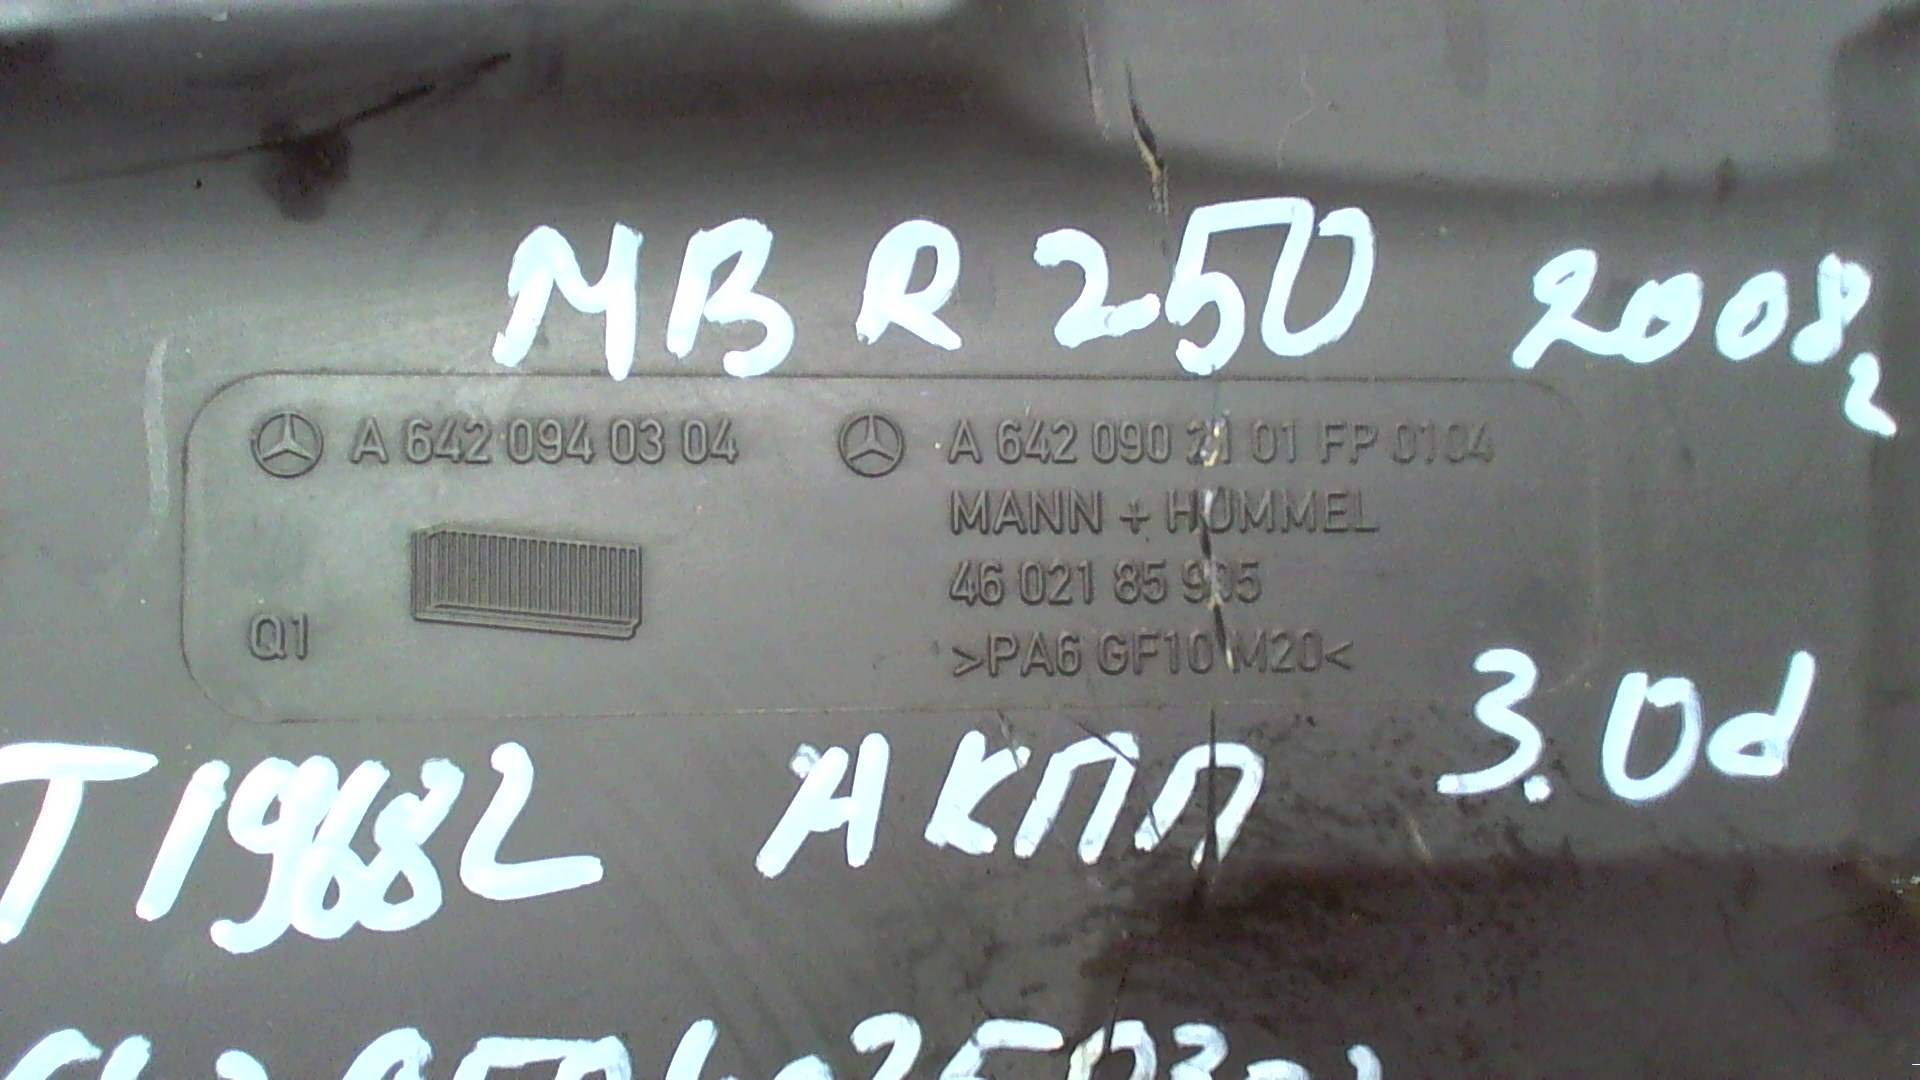 MB R 250 2008г
A 642 094 03 04 A 642 090 21 01 FP 0104
MANN + HUMMEL
46 021 85 905
Q1 >PA6 GF10 M20<
3.0d
T19682 АКПП